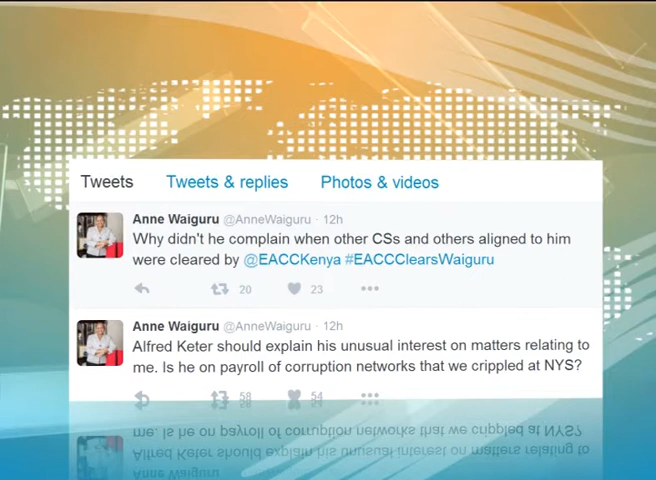 Tweets Tweets & replies Photos & videos
Anne Waiguru @AnneWaiguru · 12h
Why didn't he complain when other CSs and others aligned to him
were cleared by @EACCKenya #EACCClearsWaiguru
20 23
Anne Waiguru @AnneWaiguru · 12h
Alfred Keter should explain his unusual interest on matters relating to
me. Is he on payroll of corruption networks that we crippled at NYS?
58 54